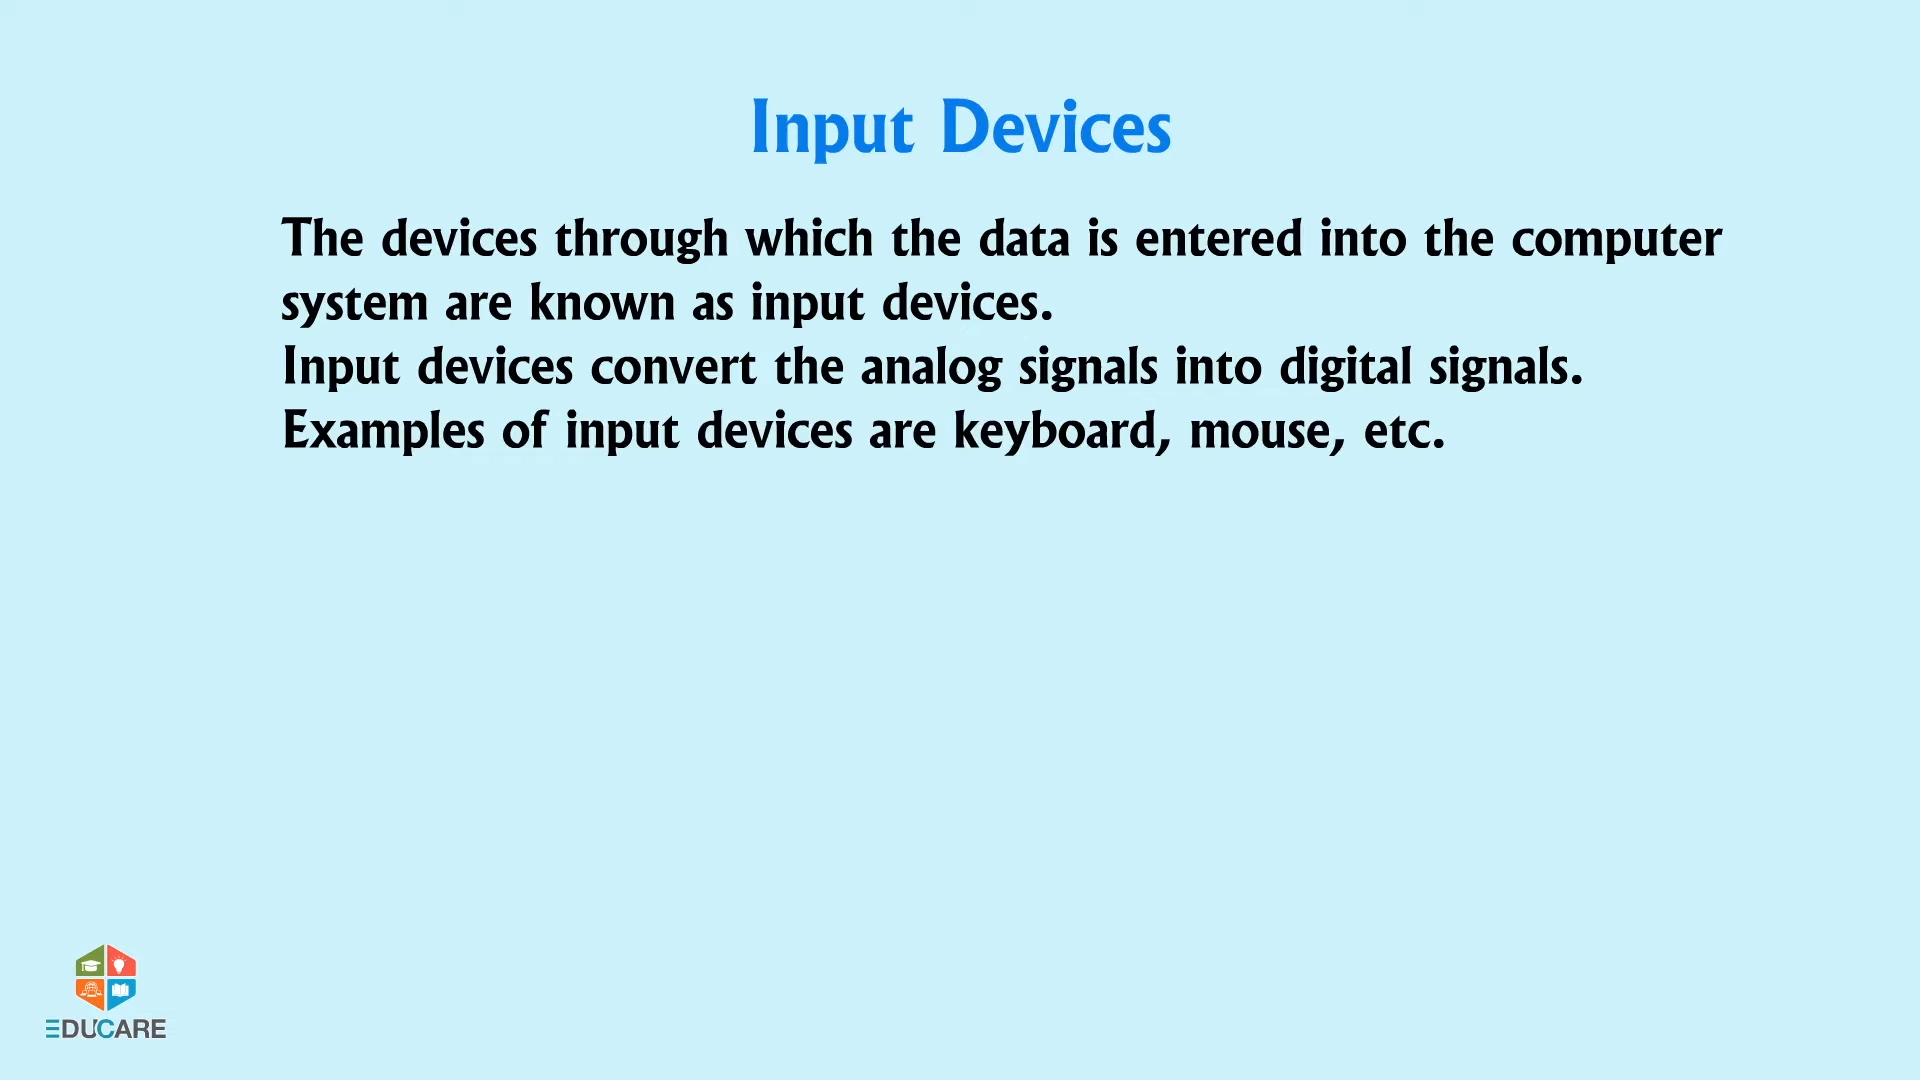 Input Devices
The devices through which the data is entered into the computer
system are known as input devices.
Input devices convert the analog signals into digital signals.
Examples of input devices are keyboard, mouse, etc.
EDUCARE